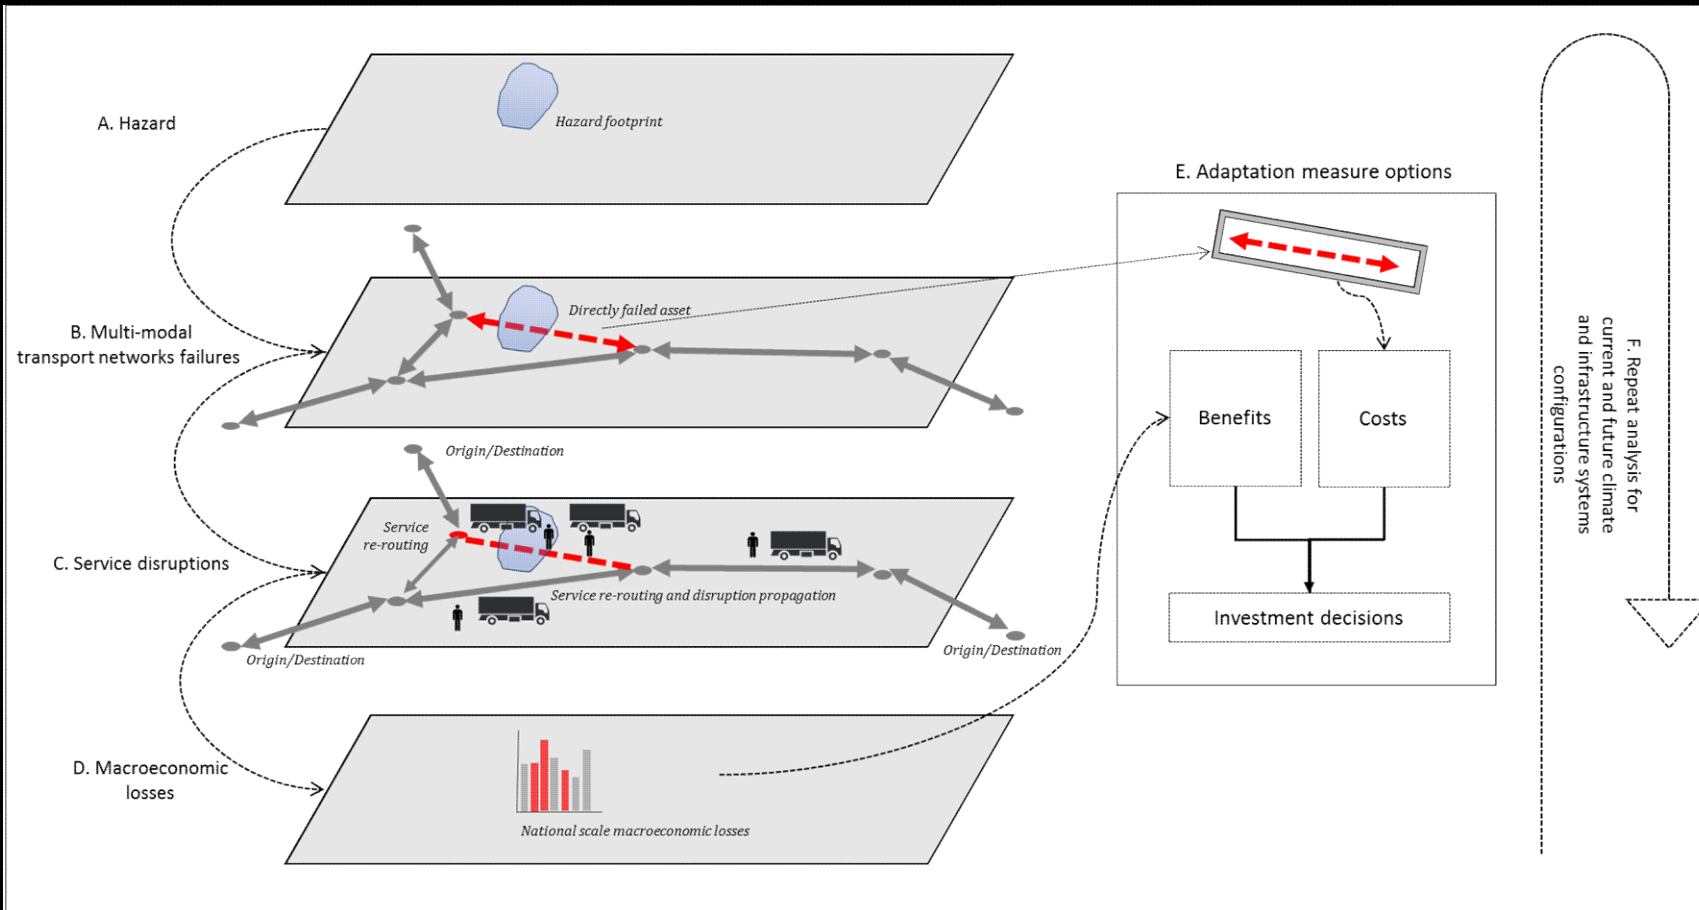 A. Hazard
Hazard footprint
B. Multi-modal
transport networks failures
Directly failed asset
C. Service disruptions
Origin/Destination
Service
re-routing
Service re-routing and disruption propagation
Origin/Destination
Origin/Destination
D. Macroeconomic
losses
National scale macroeconomic losses
E. Adaptation measure options
Benefits
Costs
Investment decisions
F. Repeat analysis for
current and future climate
and infrastructure systems
configurations